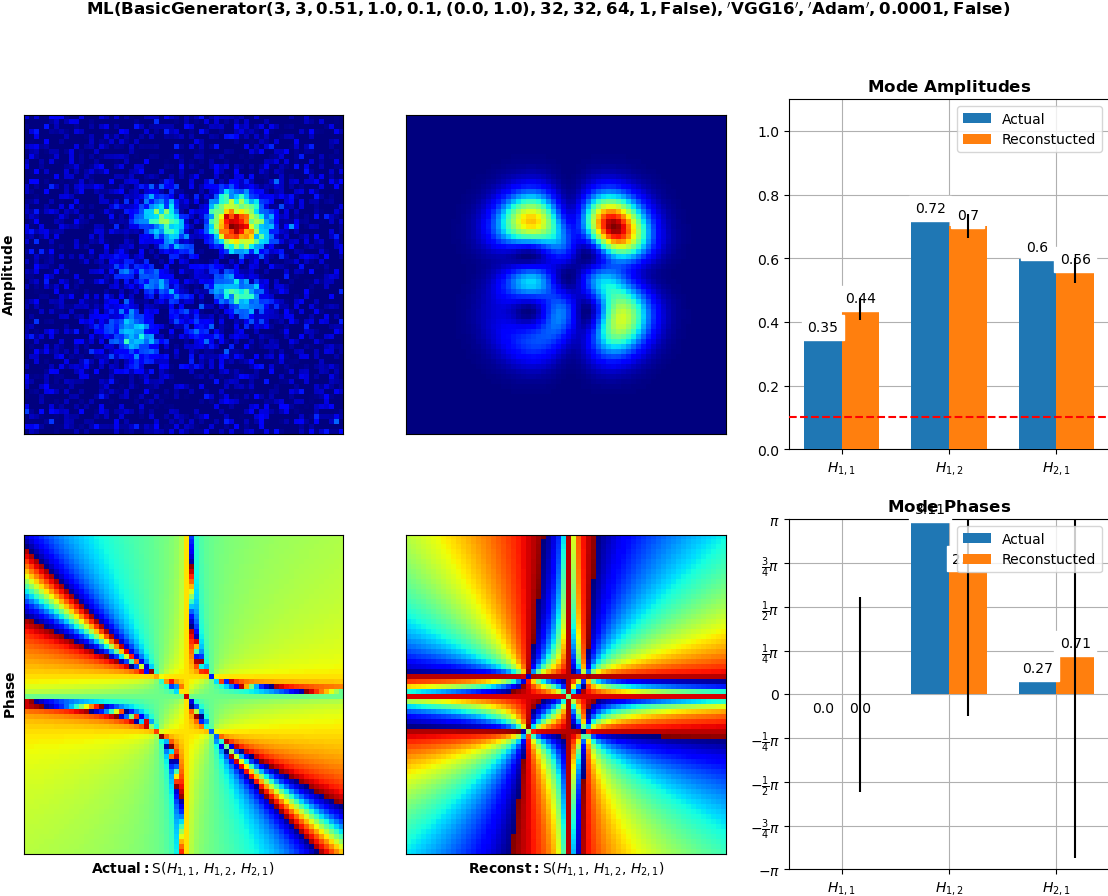 ML(BasicGenerator(3, 3, 0.51, 1.0, 0.1, (0.0, 1.0), 32, 32, 64, 1, False), ′VGG16′, ′Adam′, 0.0001, False)
Amplitude
Mode Amplitudes
Actual
Reconstucted
1.0
0.8
0.6
0.4
0.2
0.0
0.35
0.44
0.72
0.7
0.6
0.56
H1,1
H1,2
H2,1
Phase
Actual: S(H1,1, H1,2, H2,1)
Reconst: S(H1,1, H1,2, H2,1)
Mode Phases
Actual
Reconstucted
π
3/4π
1/2π
1/4π
0
−1/4π
−1/2π
−3/4π
−π
0.0
0.0
3.11
0.27
0.71
H1,1
H1,2
H2,1